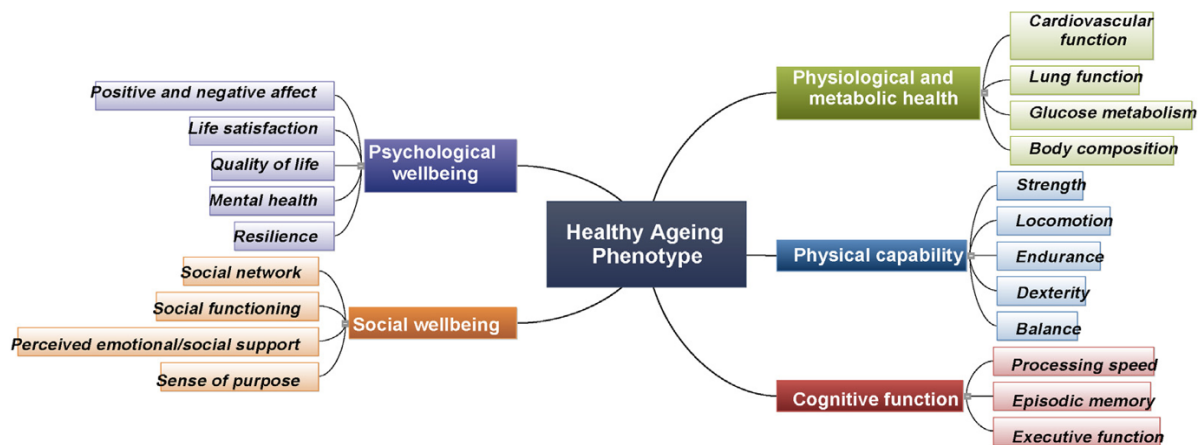 Healthy Ageing
Phenotype
Psychological
wellbeing
Positive and negative affect
Life satisfaction
Quality of life
Mental health
Resilience
Social wellbeing
Social network
Social functioning
Perceived emotional/social support
Sense of purpose
Physiological and
metabolic health
Cardiovascular
function
Lung function
Glucose metabolism
Body composition
Physical capability
Strength
Locomotion
Endurance
Dexterity
Balance
Cognitive function
Processing speed
Episodic memory
Executive function